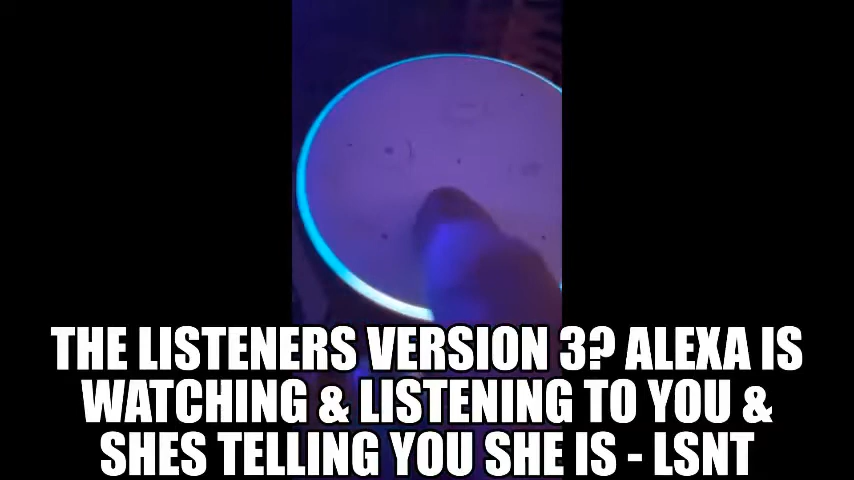 THE LISTENERS VERSION 3? ALEXA IS
WATCHING & LISTENING TO YOU &
SHES TELLING YOU SHE IS - LSNT